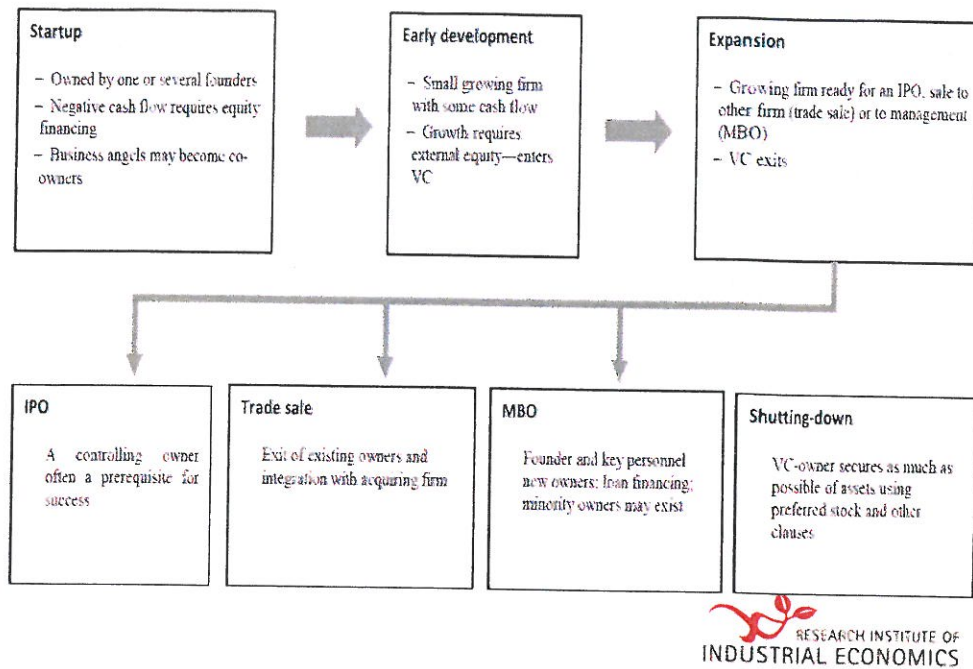 Startup
– Owned by one or several founders
– Negative cash flow requires equity
financing
– Business angels may become co-
owners
Early development
– Small growing firm
with some cash flow
– Growth requires
external equity—enters
VC
Expansion
– Growing firm ready for an IPO, sale to
other firm (trade sale) or to management
(MBO)
– VC exits
IPO
A controlling owner
often a prerequisite for
success
Trade sale
Exit of existing owners and
integration with acquiring firm
MBO
Founder and key personnel
new owners; loan financing;
minority owners may exist
Shutting-down
VC-owner secures as much as
possible of assets using
preferred stock and other
clauses
RESEARCH INSTITUTE OF
INDUSTRIAL ECONOMICS